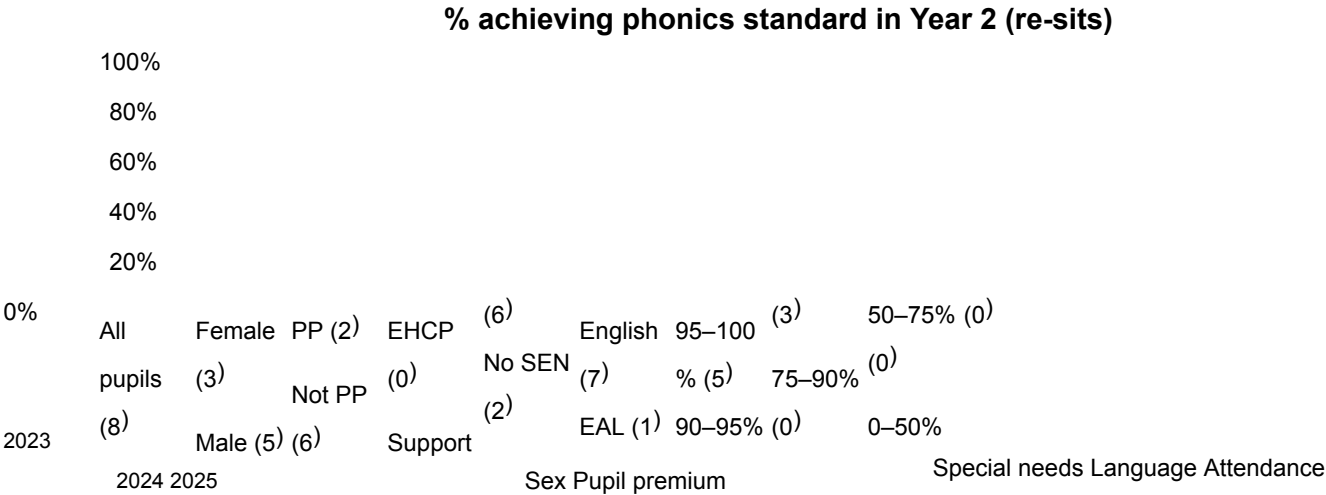 % achieving phonics standard in Year 2 (re-sits)
100%
80%
60%
40%
20%
0%
2023
All
pupils
(8)
Female
(3)
Male (5)
PP (2)
Not PP
(6)
EHCP
(0)
Support
(6)
No SEN
(2)
English
(7)
EAL (1)
95–100
% (5)
90–95%
(3)
75–90%
(0)
50–75% (0)
(0)
0–50%
2024 2025
Sex Pupil premium
Special needs Language Attendance